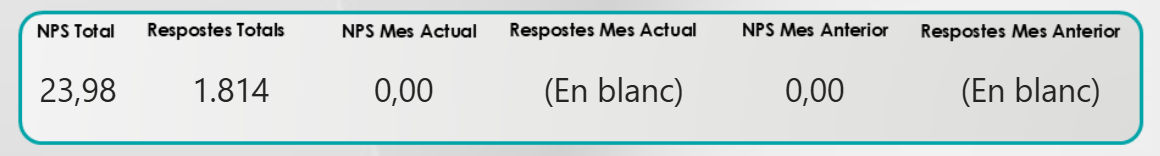 NPS Total Respostes Totals NPS Mes Actual Respostes Mes Actual NPS Mes Anterior Respostes Mes Anterior
23,98 1.814 0,00 (En blanc) 0,00 (En blanc)